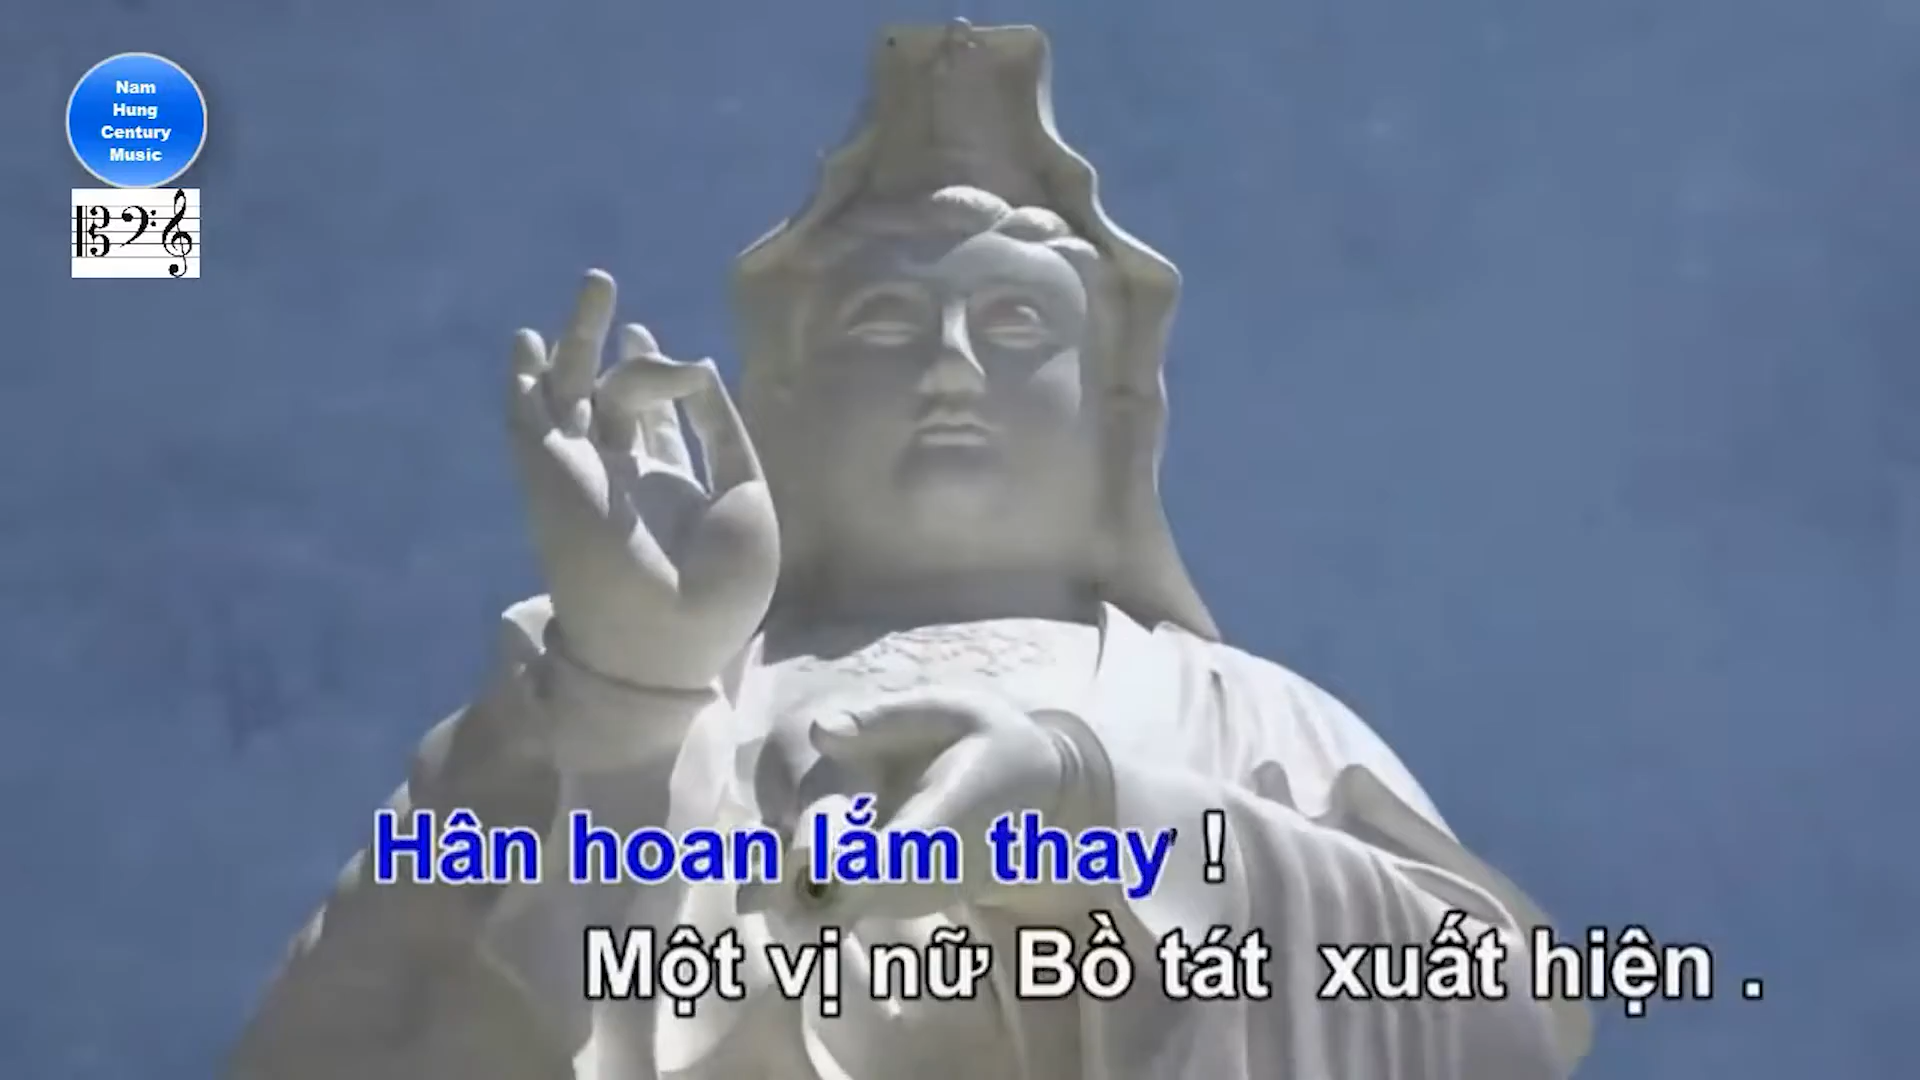 Nam
Hung
Century
Music
Hân hoan lắm thay !
Một vị nữ Bồ tát xuất hiện .